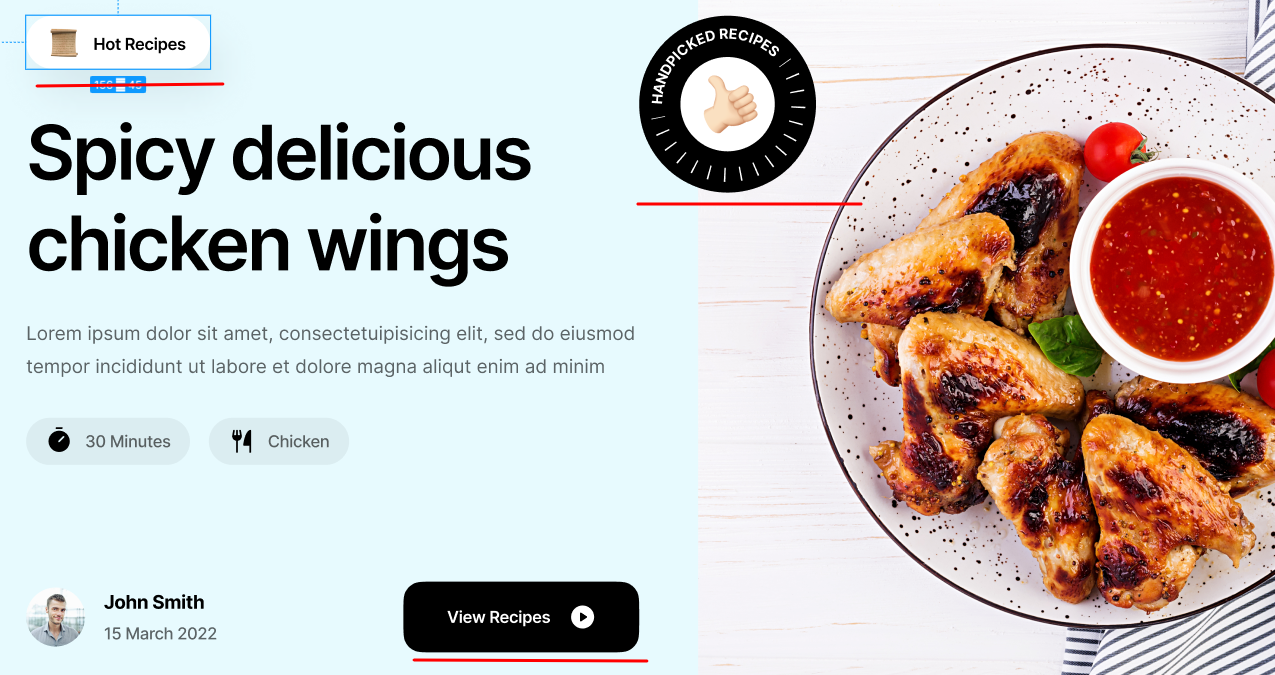 Hot Recipes
HANDPICKED RECIPES
Spicy delicious
chicken wings
Lorem ipsum dolor sit amet, consectetuipisicing elit, sed do eiusmod
tempor incididunt ut labore et dolore magna aliqut enim ad minim
30 Minutes
Chicken
John Smith
15 March 2022
View Recipes